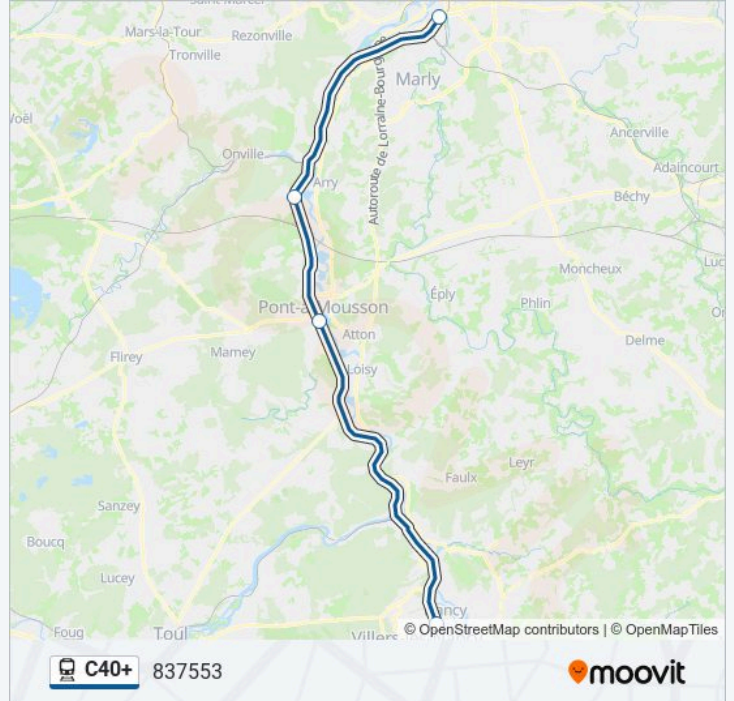 Mars-la-Tour
Rezonville
Tronville
Marly
Autoroute de Lorraine-Bourgogne
Ancerville
Onville
Adaincourt
Arry
Béchy
Moncheux
Éply
Phlin
Pont-à-Mousson
Atton
Delme
Mamey
Flirey
Loisy
Leyr
Faulx
Sanzey
Boucq
Lucey
ancy
Foug
Toul
Villers
© OpenStreetMap contributors | © OpenMapTiles
C40+ 837553
moovit